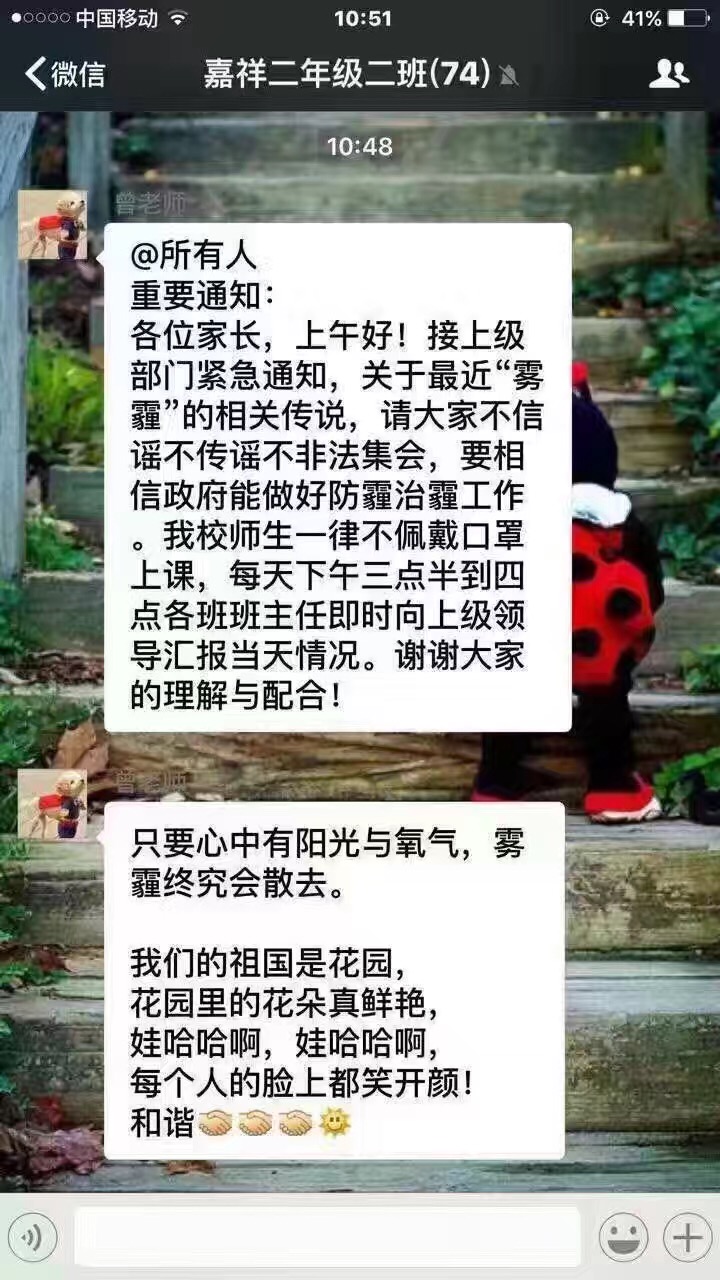 中国移动
10:51
41%
微信
嘉祥二年级二班(74)
10:48
曾老师
@所有人
重要通知：
各位家长，上午好！接上级
部门紧急通知，关于最近“雾
霾”的相关传说，请大家不信
谣不传谣不非法集会，要相
信政府能做好防霾治霾工作
。我校师生一律不佩戴口罩
上课，每天下午三点半到四
点各班班主任即时向上级领
导汇报当天情况。谢谢大家
的理解与配合！
曾老师
只要心中有阳光与氧气，雾
霾终究会散去。
我们的祖国是花园，
花园里的花朵真鲜艳，
娃哈哈啊，娃哈哈啊，
每个人的脸上都笑开颜！
和谐🤝🤝🤝🌞